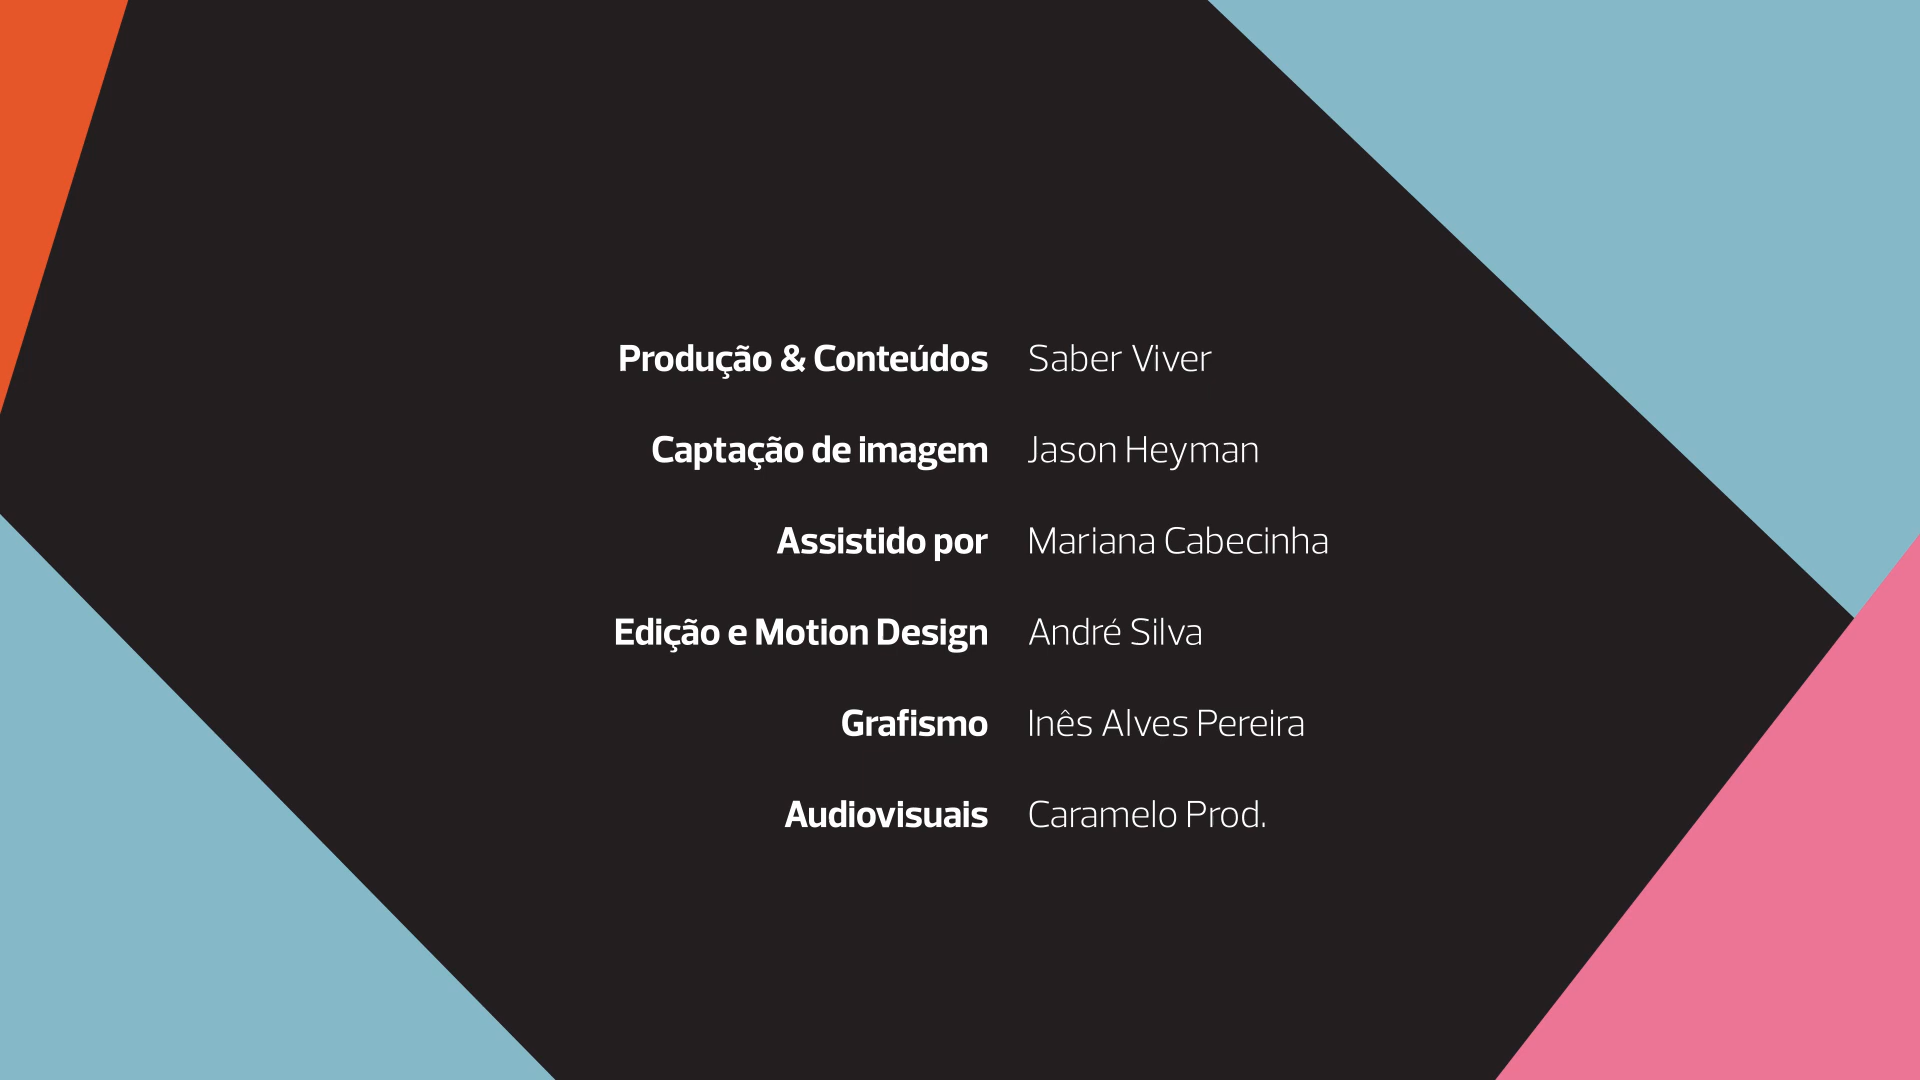 Produção & Conteúdos Saber Viver
Captação de imagem Jason Heyman
Assistido por Mariana Cabecinha
Edição e Motion Design André Silva
Grafismo Inês Alves Pereira
Audiovisuais Caramelo Prod.